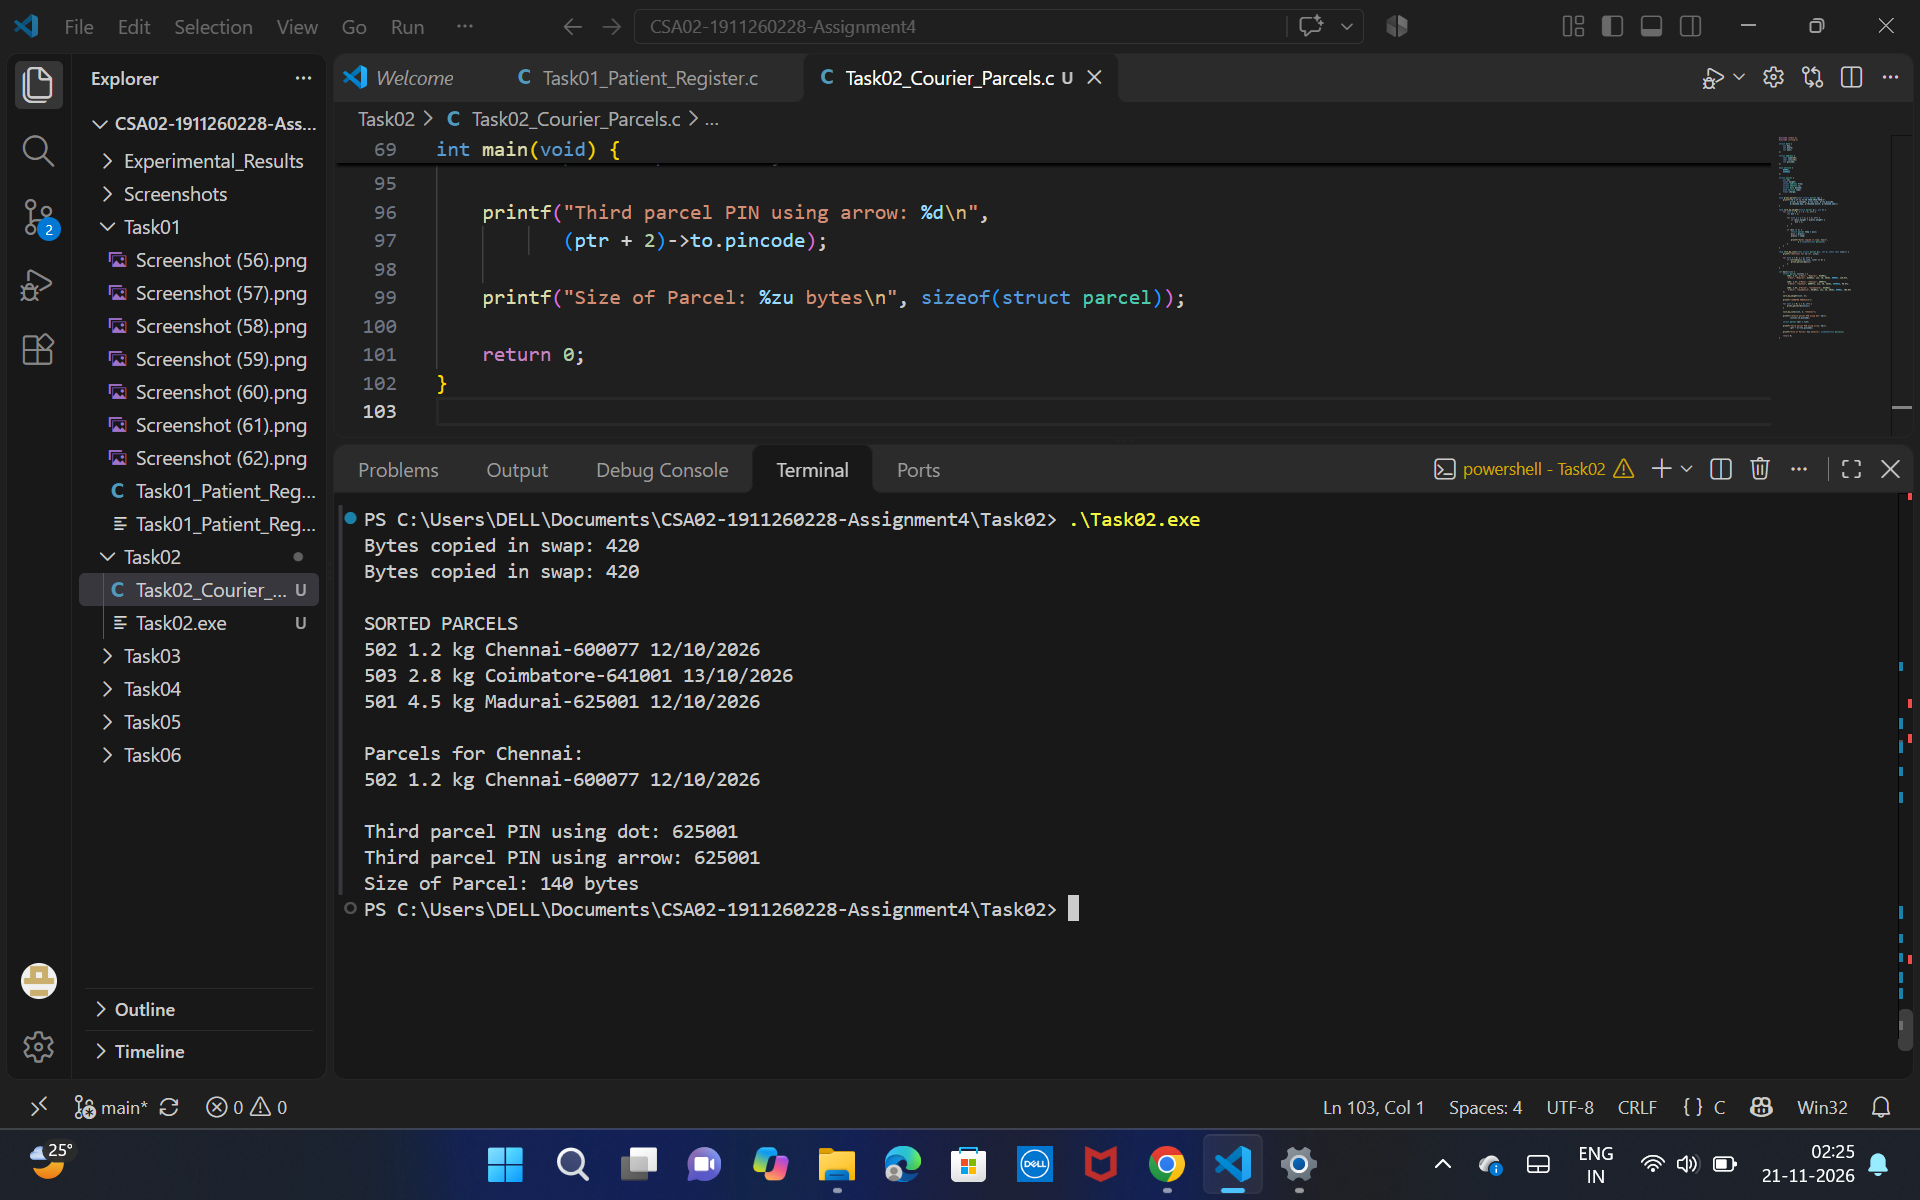 File Edit Selection View Go Run ···
CSA02-1911260228-Assignment4
Explorer
CSA02-1911260228-Ass...
Experimental_Results
Screenshots
Task01
Screenshot (56).png
Screenshot (57).png
Screenshot (58).png
Screenshot (59).png
Screenshot (60).png
Screenshot (61).png
Screenshot (62).png
C Task01_Patient_Reg...
Task01_Patient_Reg...
Task02
C Task02_Courier_... U
Task02.exe U
Task03
Task04
Task05
Task06
Outline
Timeline
2
Welcome
C Task01_Patient_Register.c
C Task02_Courier_Parcels.c U
Task02 > C Task02_Courier_Parcels.c > ...
69 int main(void) {
95
96 printf("Third parcel PIN using arrow: %d\n",
97 (ptr + 2)->to.pincode);
98
99 printf("Size of Parcel: %zu bytes\n", sizeof(struct parcel));
100
101 return 0;
102 }
103
Problems Output Debug Console Terminal Ports
powershell - Task02
PS C:\Users\DELL\Documents\CSA02-1911260228-Assignment4\Task02> .\Task02.exe
Bytes copied in swap: 420
Bytes copied in swap: 420
SORTED PARCELS
502 1.2 kg Chennai-600077 12/10/2026
503 2.8 kg Coimbatore-641001 13/10/2026
501 4.5 kg Madurai-625001 12/10/2026
Parcels for Chennai:
502 1.2 kg Chennai-600077 12/10/2026
Third parcel PIN using dot: 625001
Third parcel PIN using arrow: 625001
Size of Parcel: 140 bytes
PS C:\Users\DELL\Documents\CSA02-1911260228-Assignment4\Task02>
main* 0 0
Ln 103, Col 1 Spaces: 4 UTF-8 CRLF { } C Win32
25°
DELL
ENG
IN
02:25
21-11-2026